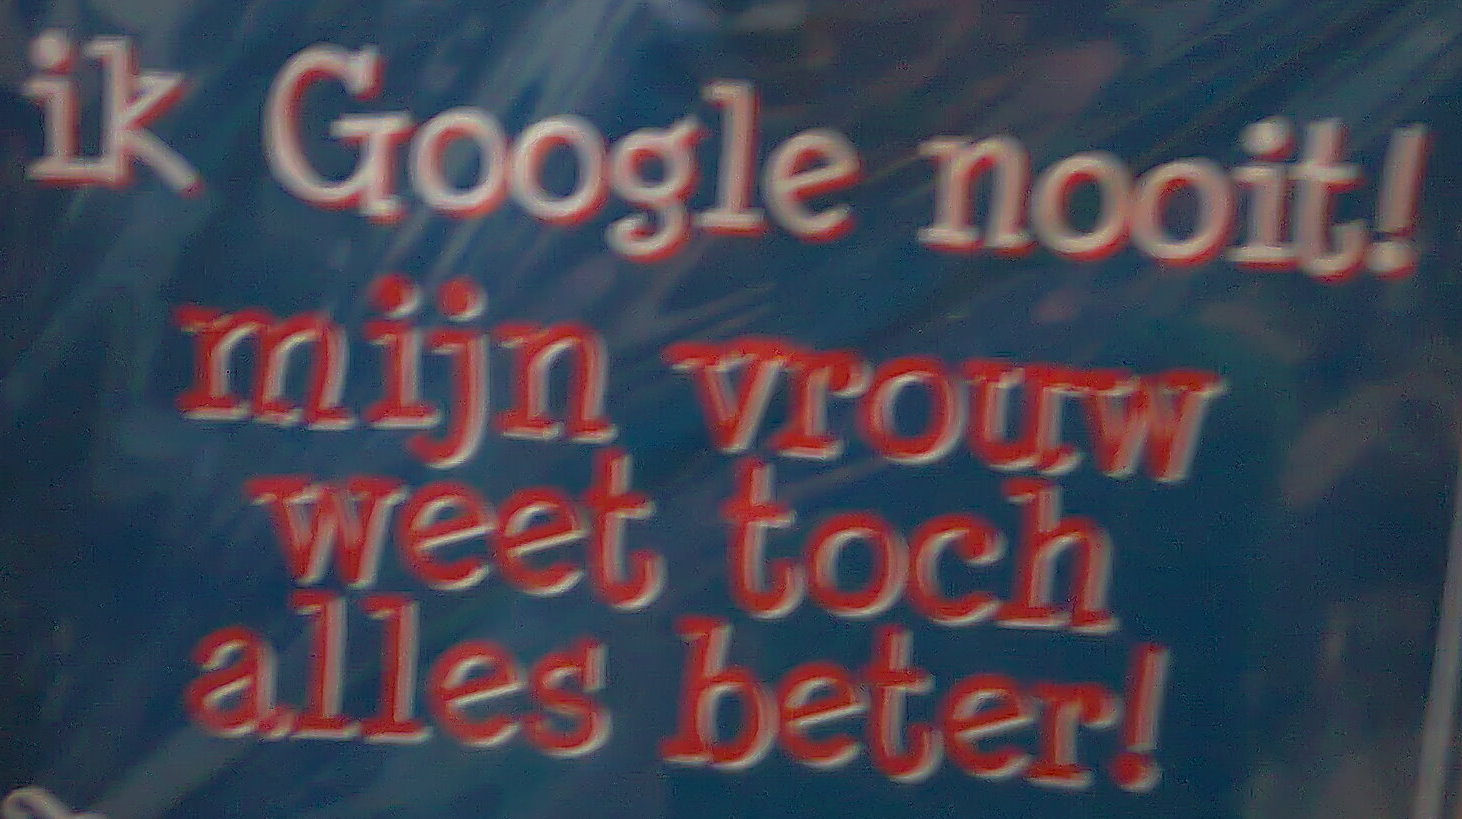 ik Google nooit!
mijn vrouw
weet toch
alles beter!